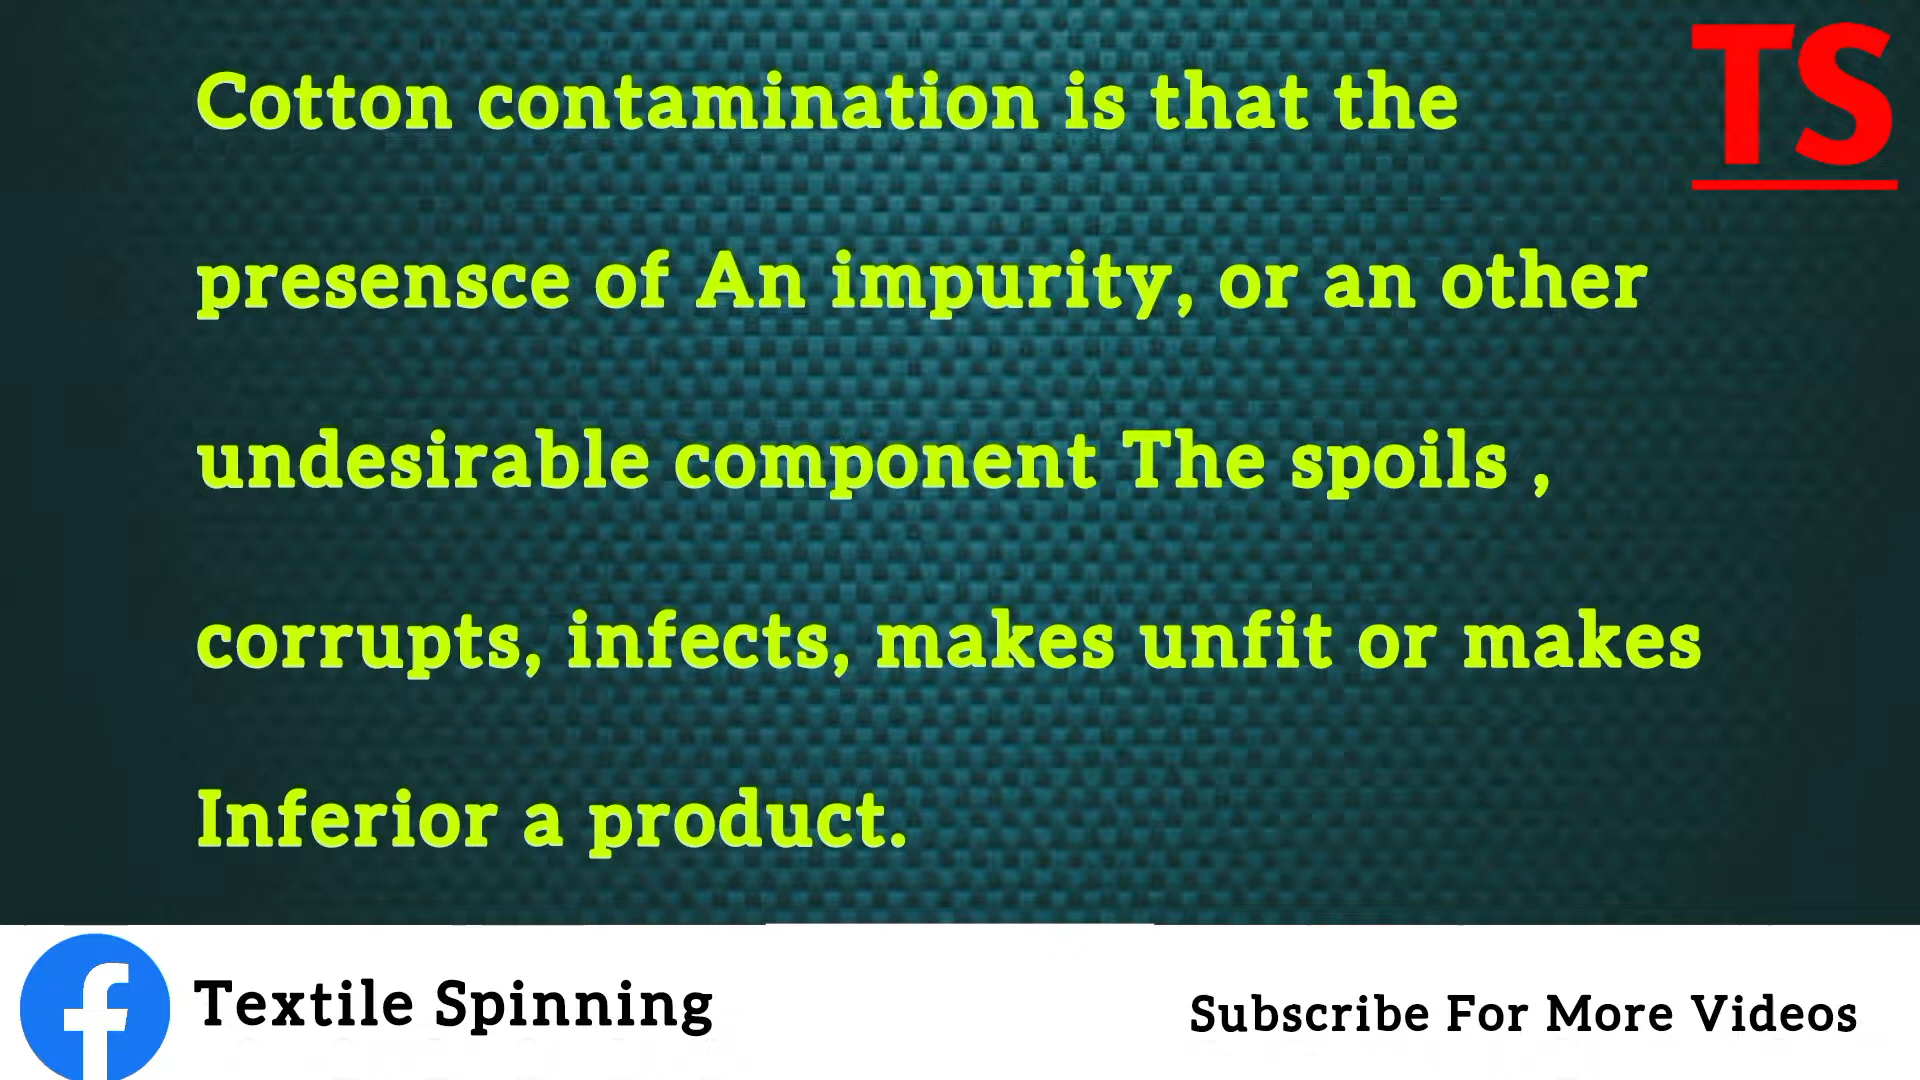 TS
Cotton contamination is that the
presensce of An impurity, or an other
undesirable component The spoils ,
corrupts, infects, makes unfit or makes
Inferior a product.
f
Textile Spinning
Subscribe For More Videos